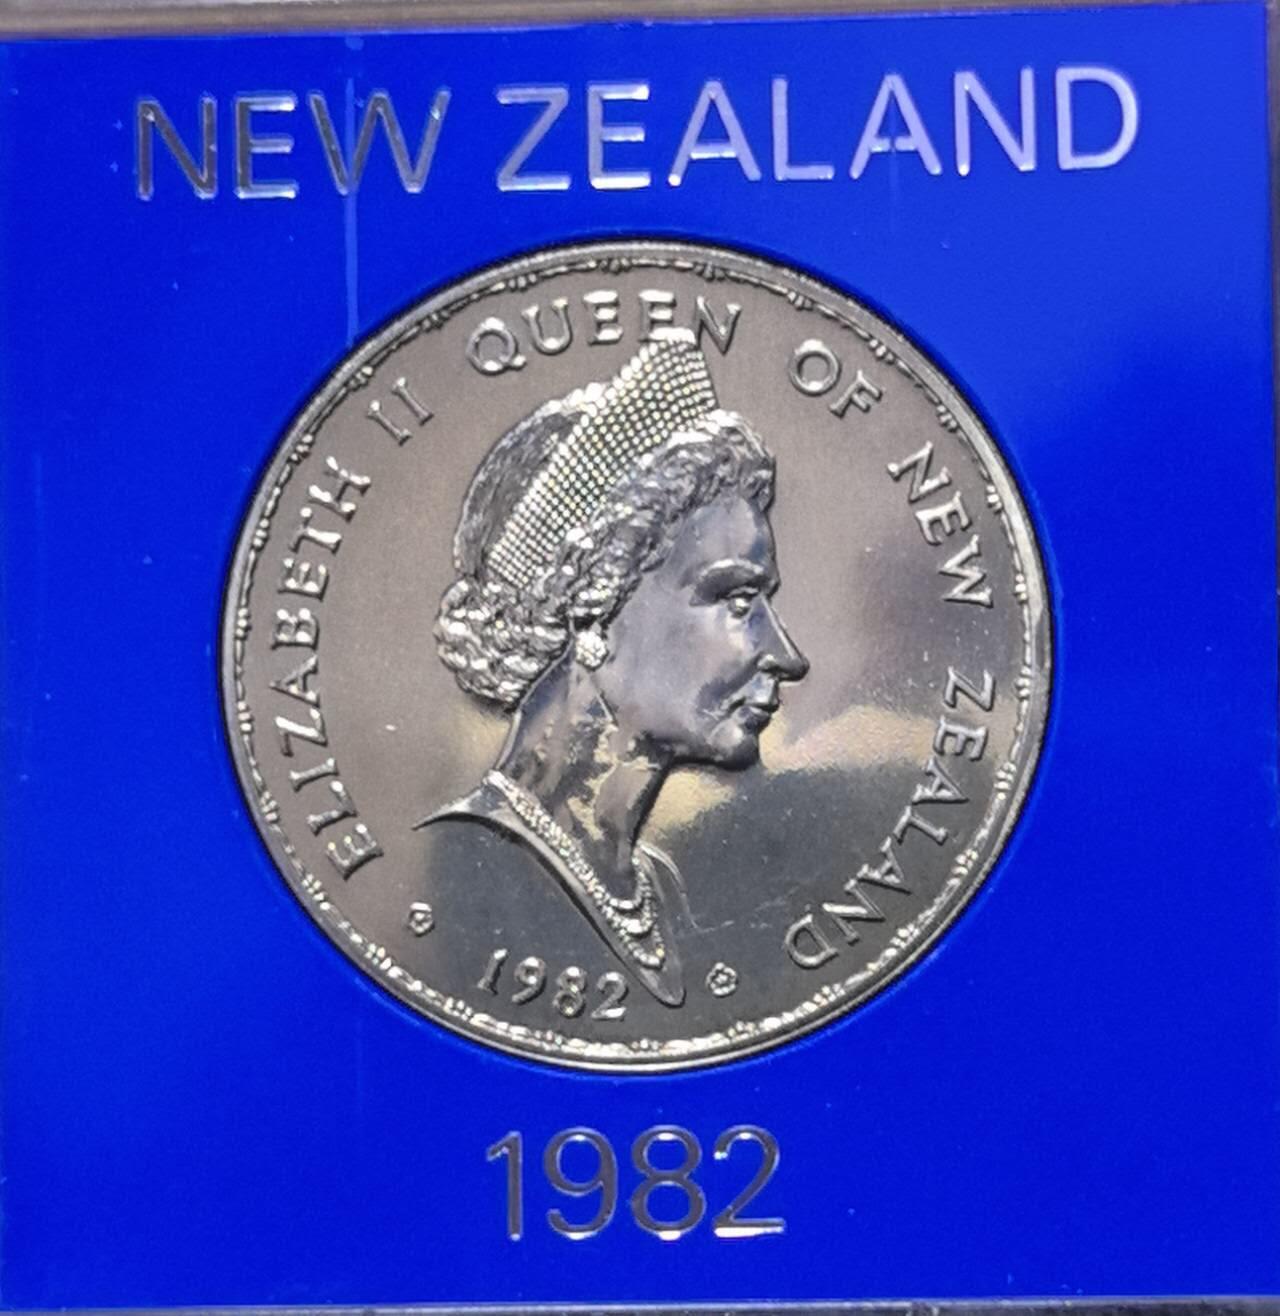 NEW ZEALAND
ELIZABETH II QUEEN OF NEW ZEALAND
1982
1982